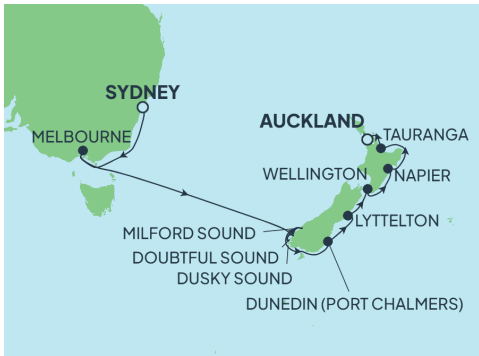 SYDNEY
AUCKLAND
MELBOURNE
TAURANGA
WELLINGTON
NAPIER
LYTTELTON
MILFORD SOUND
DOUBTFUL SOUND
DUSKY SOUND
DUNEDIN (PORT CHALMERS)